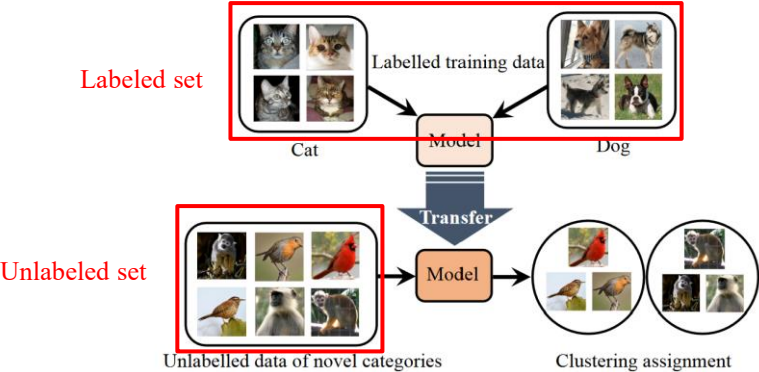 Labeled set
Labelled training data
Cat
Model
Dog
Transfer
Unlabeled set
Model
Unlabelled data of novel categories
Clustering assignment